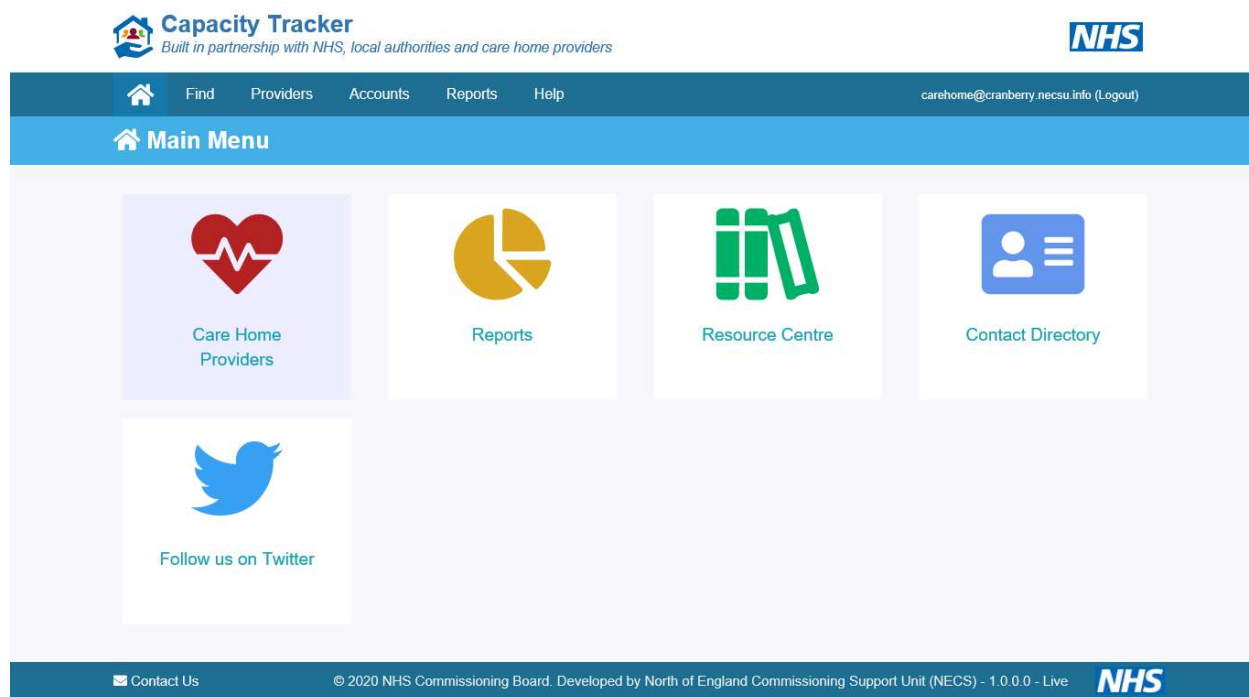 Capacity Tracker
Built in partnership with NHS, local authorities and care home providers
NHS
Find Providers Accounts Reports Help carehome@cranberry.necsu.info (Logout)
Main Menu
Care Home
Providers
Reports
Resource Centre
Contact Directory
Follow us on Twitter
Contact Us © 2020 NHS Commissioning Board. Developed by North of England Commissioning Support Unit (NECS) - 1.0.0.0 - Live NHS